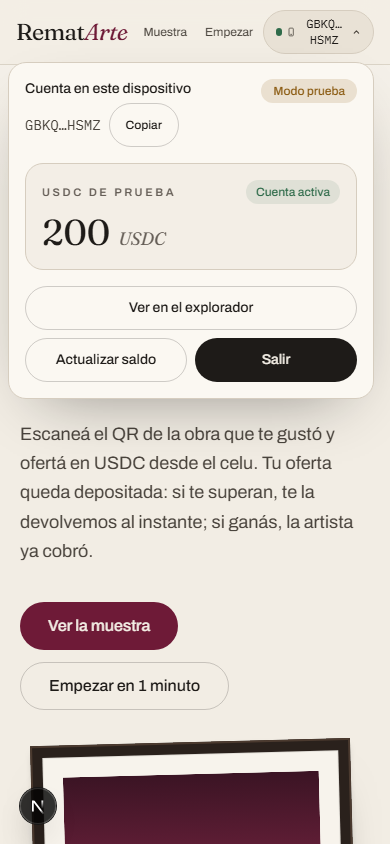 RematArte Muestra Empezar GBKQ…
HSMZ
Cuenta en este dispositivo Modo prueba
GBKQ…HSMZ Copiar
USDC DE PRUEBA Cuenta activa
200 USDC
Ver en el explorador
Actualizar saldo Salir
Escaneá el QR de la obra que te gustó y
ofertá en USDC desde el celu. Tu oferta
queda depositada: si te superan, te la
devolvemos al instante; si ganás, la artista
ya cobró.
Ver la muestra
Empezar en 1 minuto
N